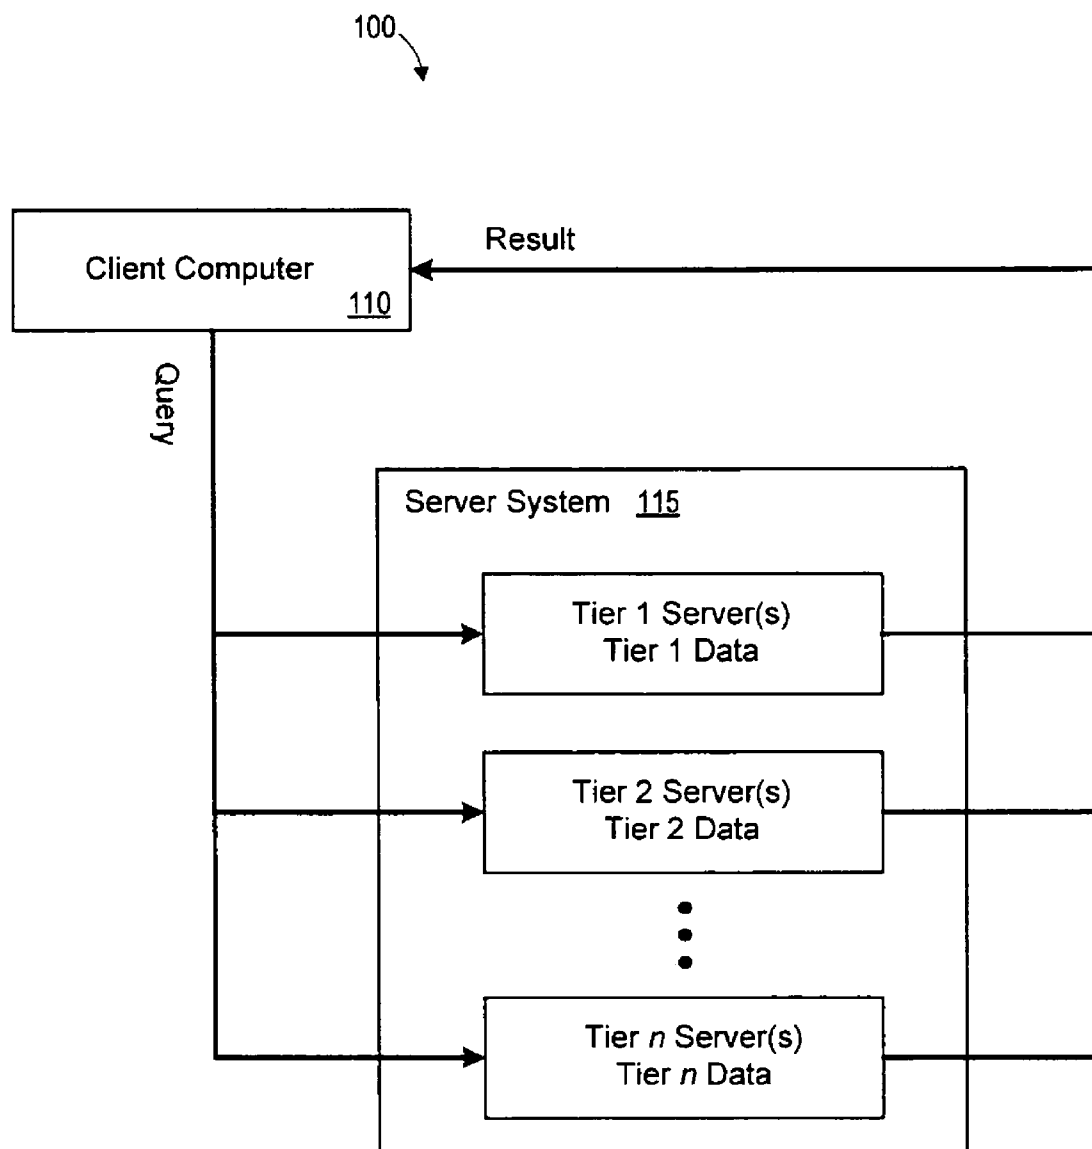 100
Client Computer
110
Result
Query
Server System 115
Tier 1 Server(s)
Tier 1 Data
Tier 2 Server(s)
Tier 2 Data
Tier n Server(s)
Tier n Data